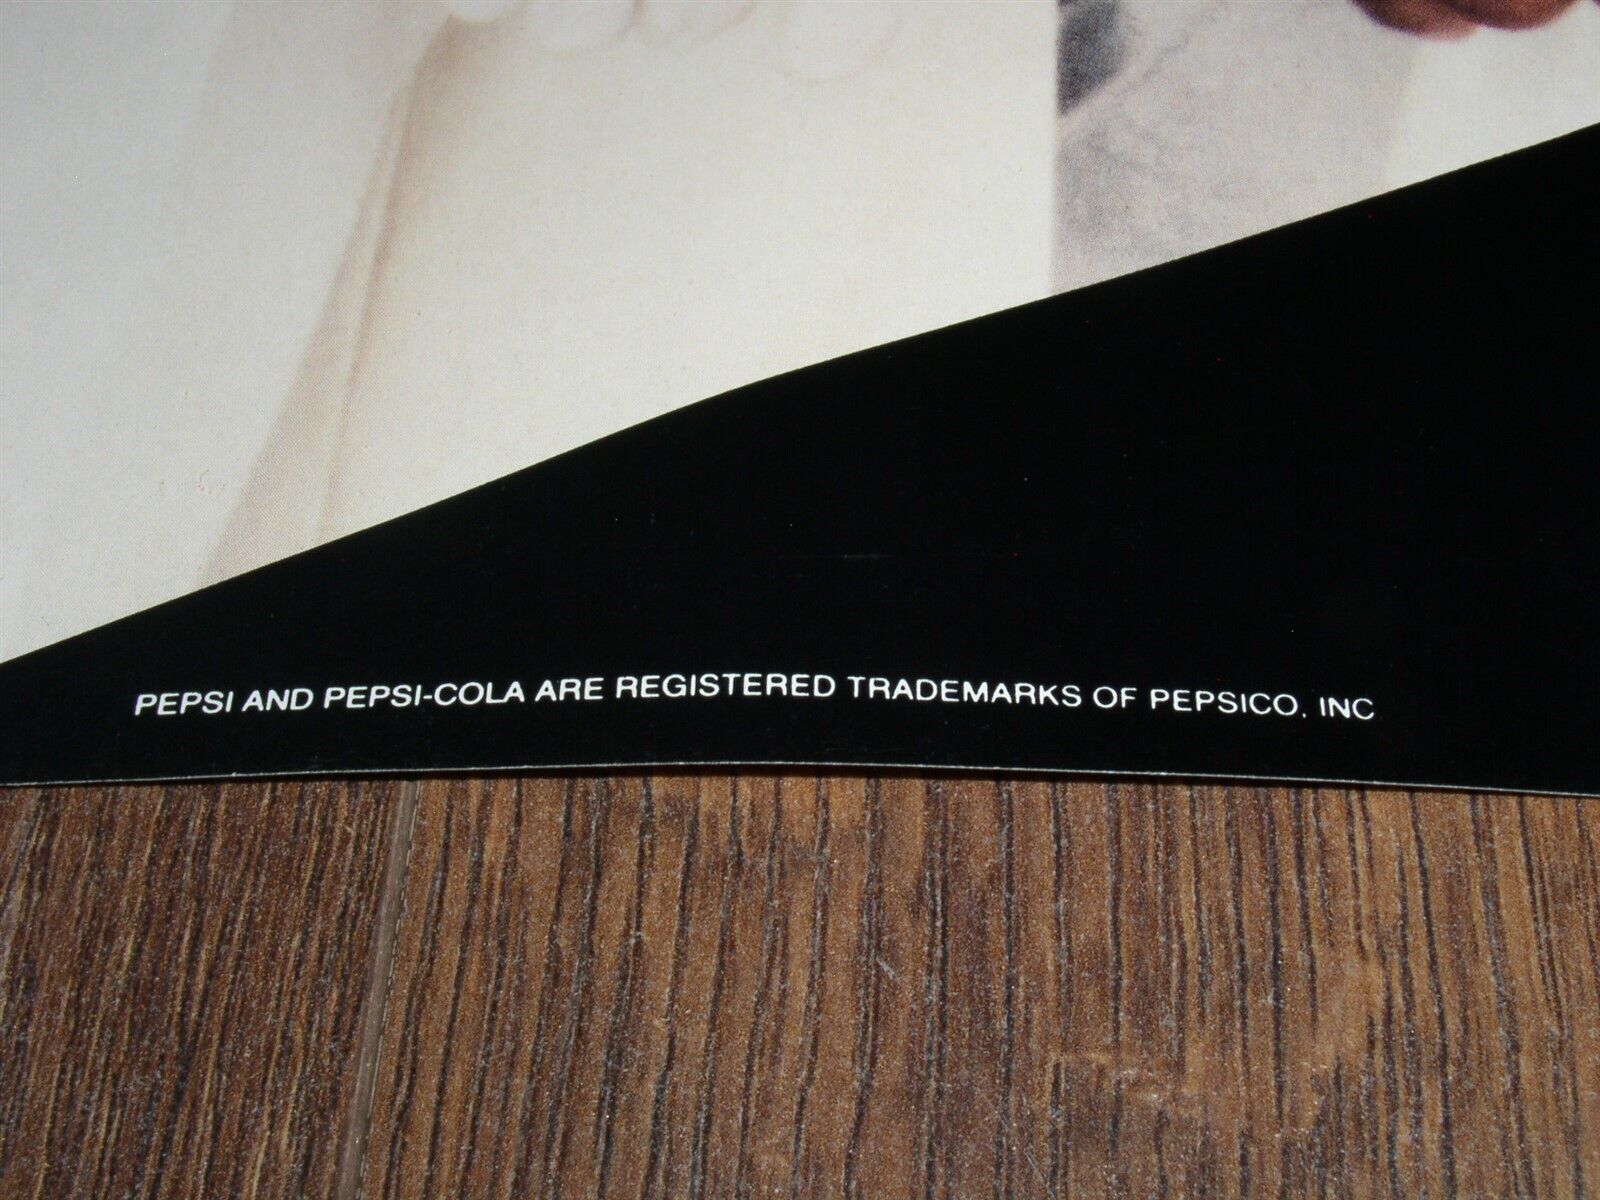 PEPSI AND PEPSI-COLA ARE REGISTERED TRADEMARKS OF PEPSICO, INC